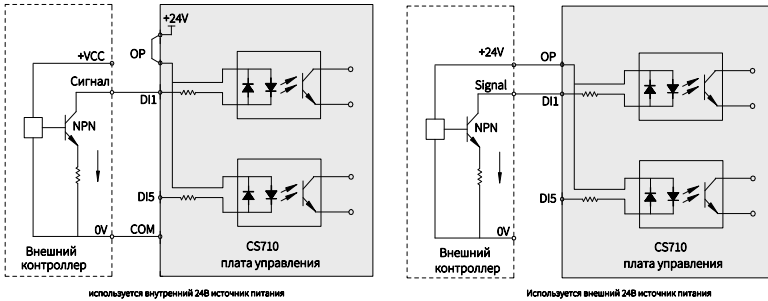 +24V
+VCC
OP
Сигнал
DI1
NPN
DI5
0V
COM
Внешний
контроллер
CS710
плата управления
используется внутренний 24В источник питания
+24V
OP
Signal
DI1
NPN
DI5
0V
Внешний
контроллер
CS710
плата управления
Используется внешний 24В источник питания